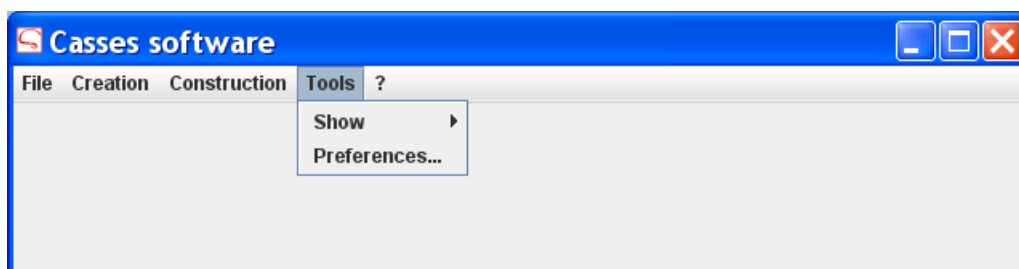 Casses software
File Creation Construction Tools ?
Show
Preferences...